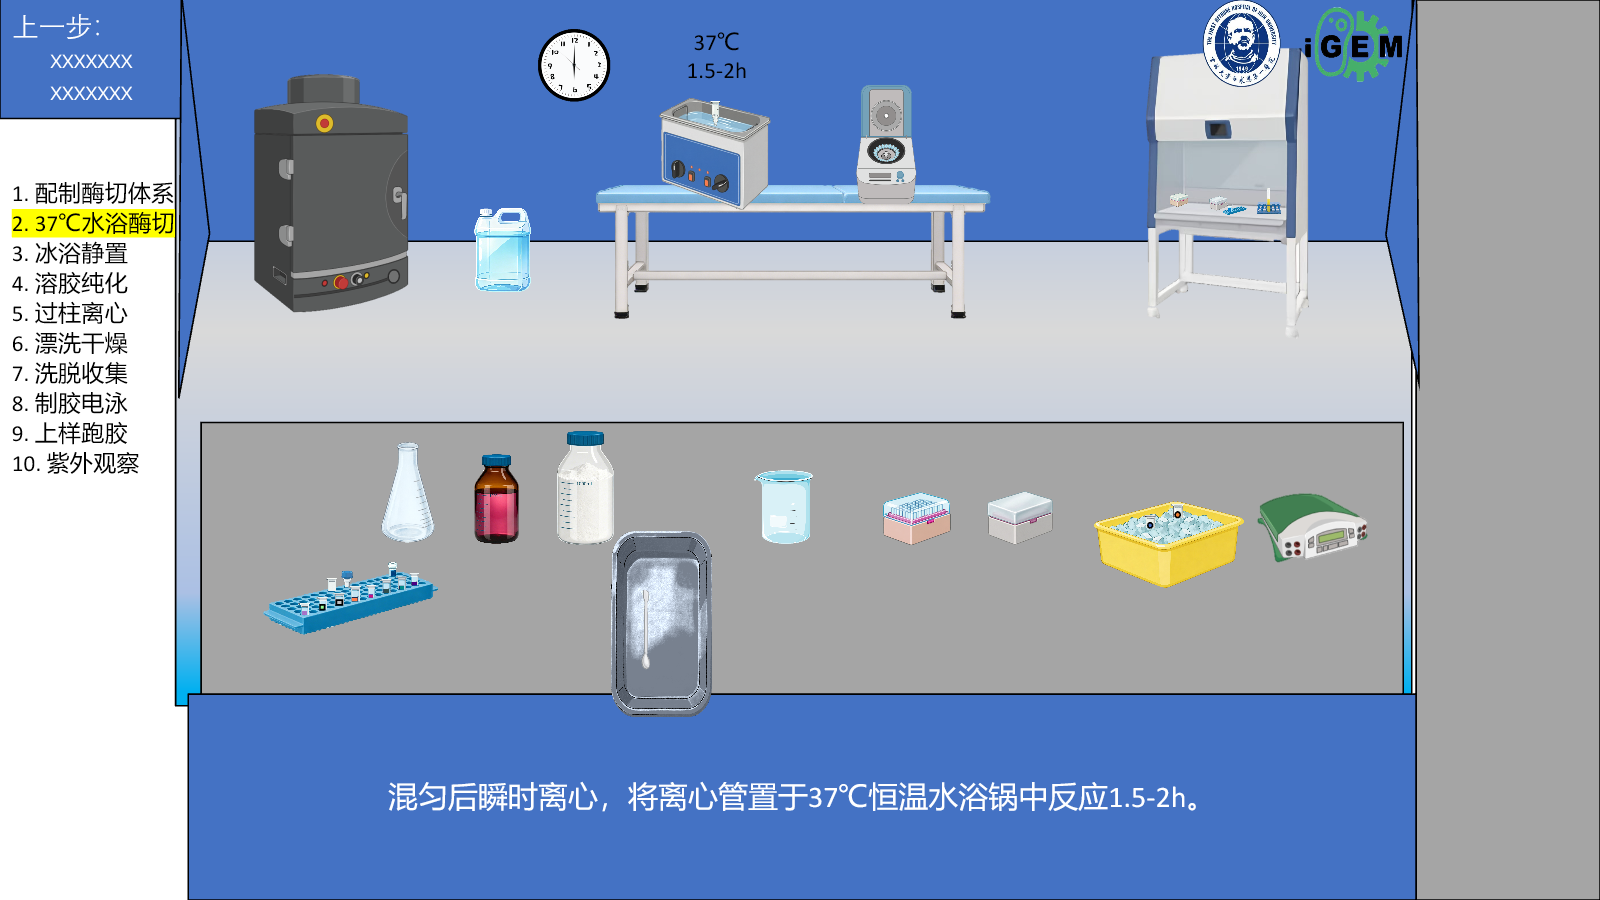 上一步：
XXXXXXX
XXXXXXX
1. 配制酶切体系
2. 37℃水浴酶切
3. 冰浴静置
4. 溶胶纯化
5. 过柱离心
6. 漂洗干燥
7. 洗脱收集
8. 制胶电泳
9. 上样跑胶
10. 紫外观察
37℃
1.5-2h
iGEM
混匀后瞬时离心，将离心管置于37℃恒温水浴锅中反应1.5-2h。